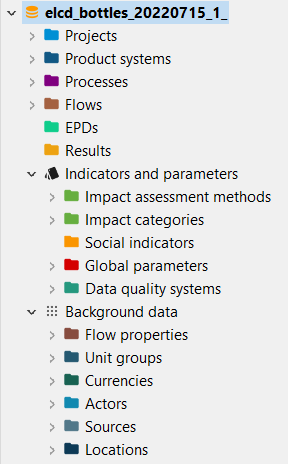 elcd_bottles_20220715_1_
Projects
Product systems
Processes
Flows
EPDs
Results
Indicators and parameters
Impact assessment methods
Impact categories
Social indicators
Global parameters
Data quality systems
Background data
Flow properties
Unit groups
Currencies
Actors
Sources
Locations